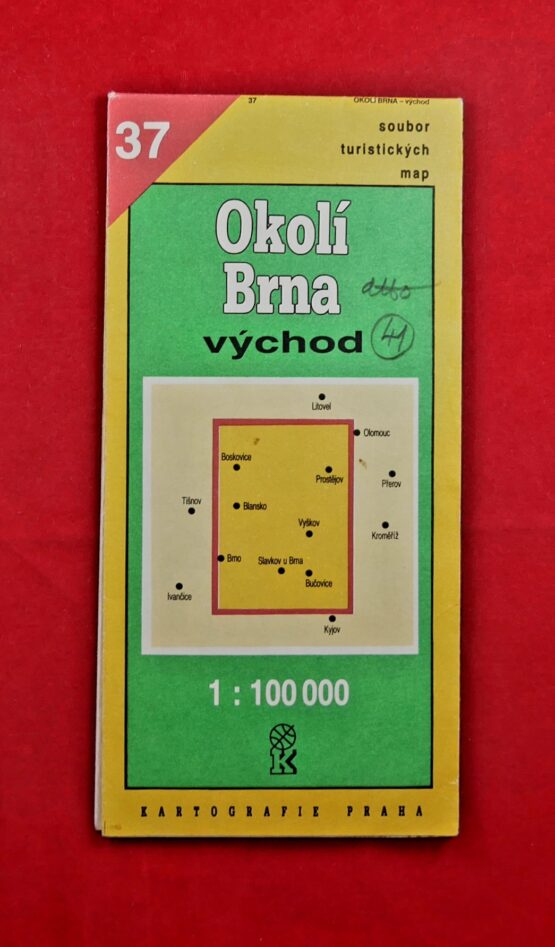 37
OKOLÍ BRNA – východ
37
soubor
turistických
map
Okolí
Brna
východ
41
Litovel
Olomouc
Boskovice
Prostějov
Přerov
Tišnov
Blansko
Vyškov
Kroměříž
Brno
Slavkov u Brna
Bučovice
Ivančice
Kyjov
1 : 100 000
K
KARTOGRAFIE PRAHA